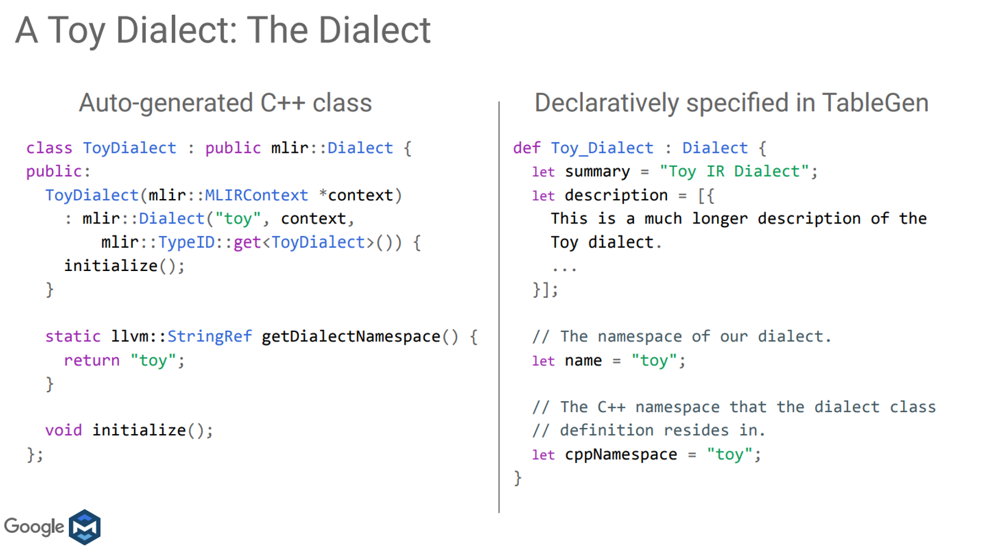 A Toy Dialect: The Dialect
Auto-generated C++ class
class ToyDialect : public mlir::Dialect {
public:
  ToyDialect(mlir::MLIRContext *context)
    : mlir::Dialect("toy", context,
        mlir::TypeID::get<ToyDialect>()) {
    initialize();
  }

  static llvm::StringRef getDialectNamespace() {
    return "toy";
  }

  void initialize();
};
Declaratively specified in TableGen
def Toy_Dialect : Dialect {
  let summary = "Toy IR Dialect";
  let description = [{
    This is a much longer description of the
    Toy dialect.
    ...
  }];

  // The namespace of our dialect.
  let name = "toy";

  // The C++ namespace that the dialect class
  // definition resides in.
  let cppNamespace = "toy";
}
Google